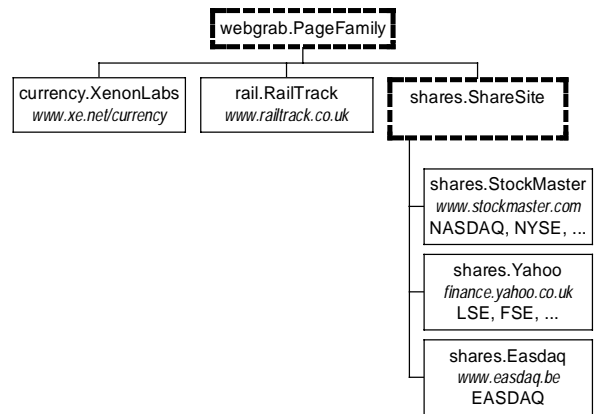 webgrab.PageFamily
currency.XenonLabs
www.xe.net/currency
rail.RailTrack
www.railtrack.co.uk
shares.ShareSite
shares.StockMaster
www.stockmaster.com
NASDAQ, NYSE, ...
shares.Yahoo
finance.yahoo.co.uk
LSE, FSE, ...
shares.Easdaq
www.easdaq.be
EASDAQ